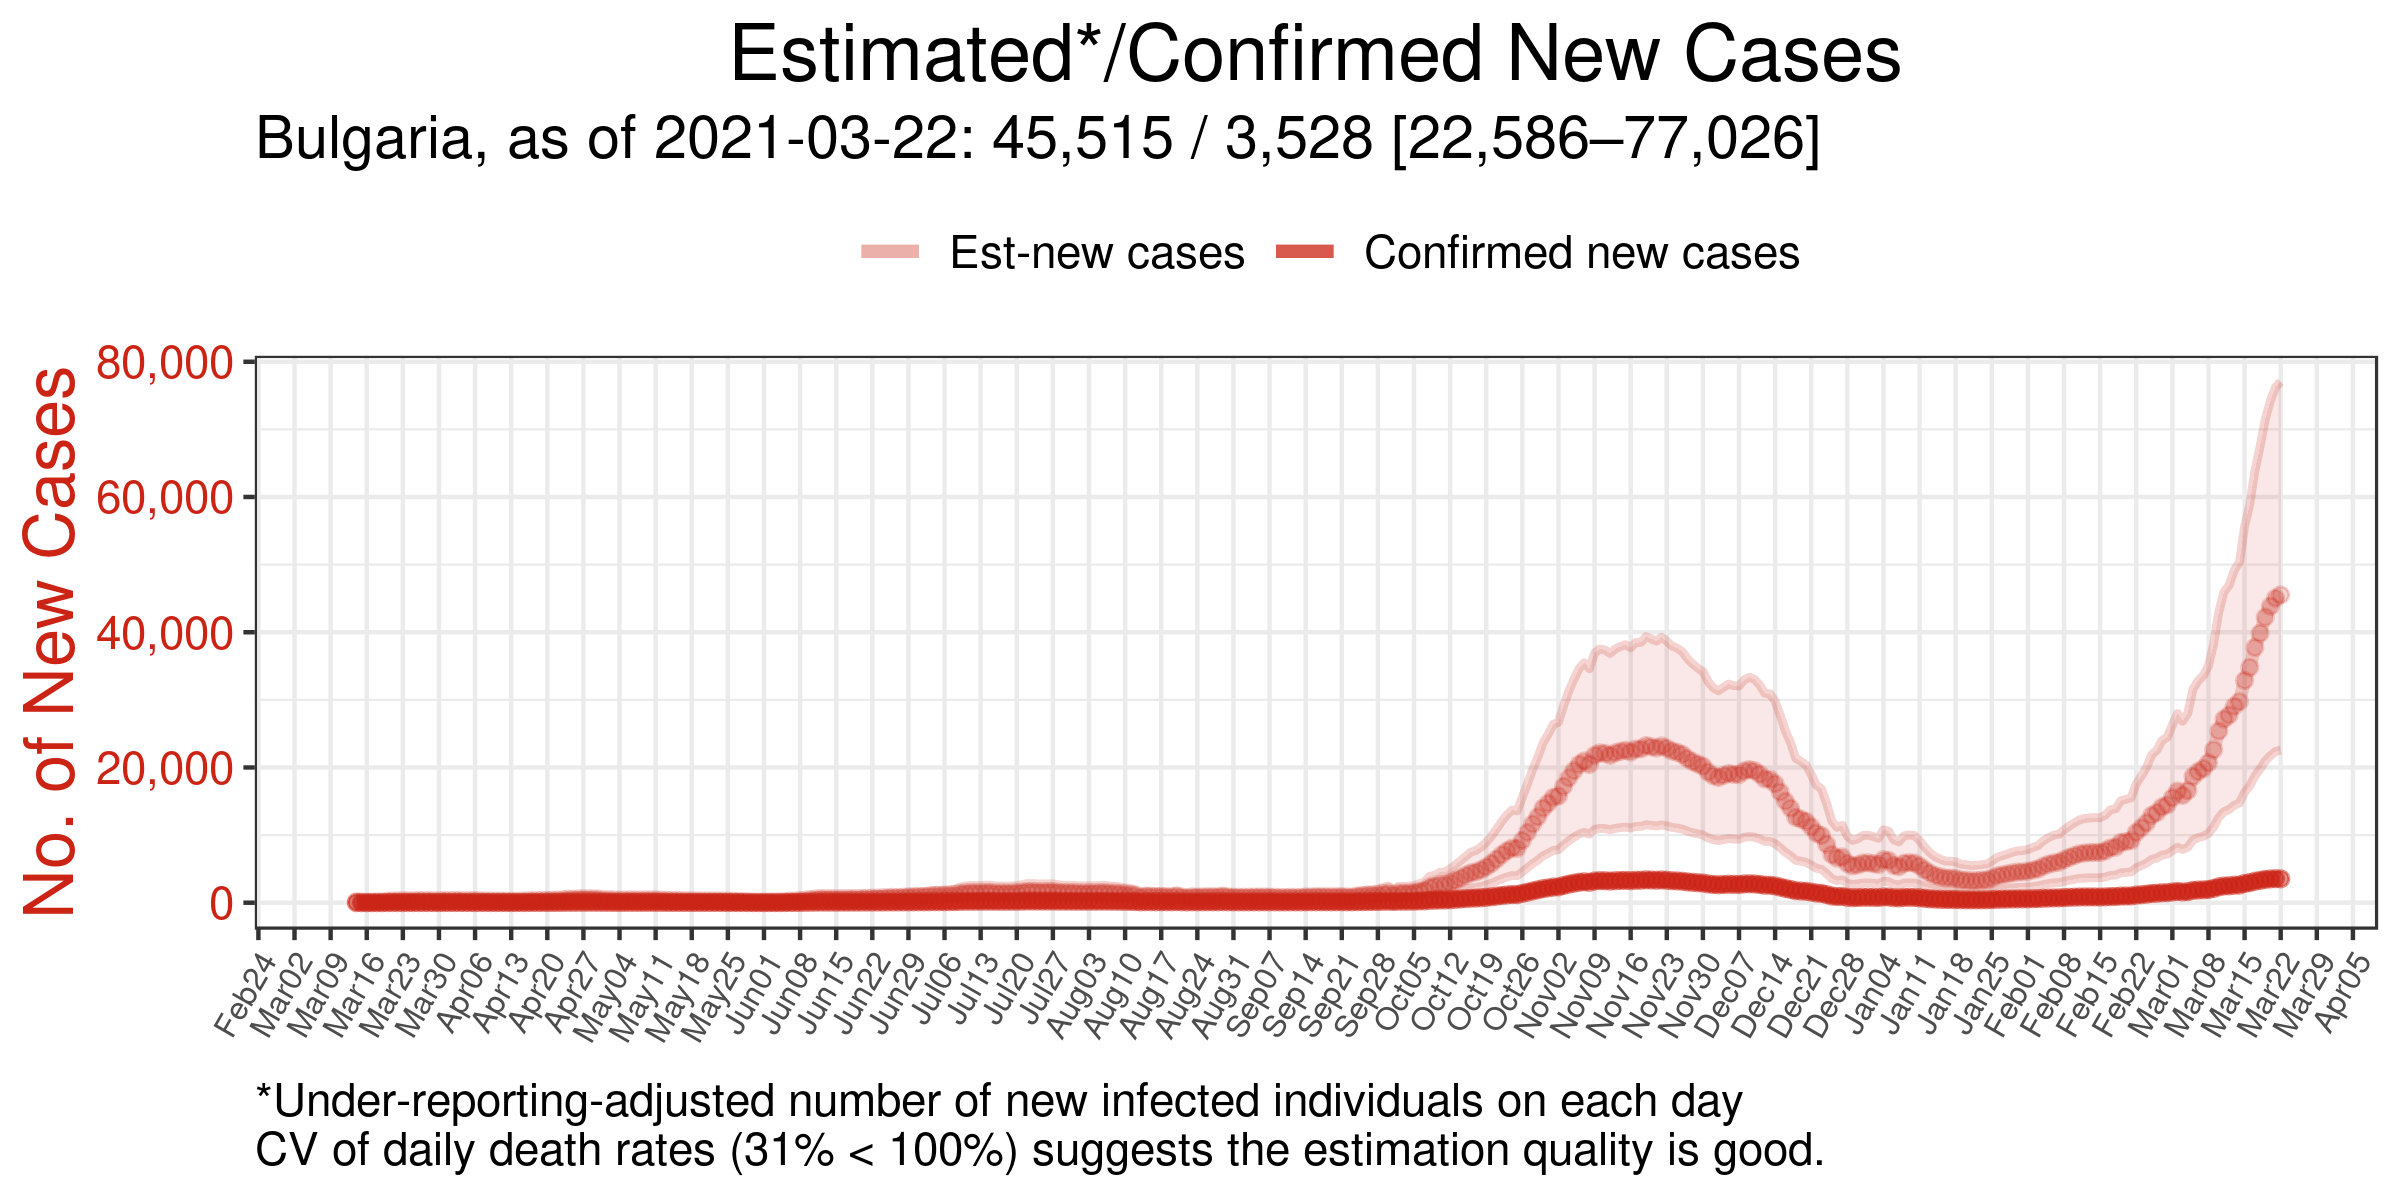 Estimated*/Confirmed New Cases
Bulgaria, as of 2021-03-22: 45,515 / 3,528 [22,586–77,026]
Est-new cases Confirmed new cases
No. of New Cases
80,000
60,000
40,000
20,000
0
Feb24 Mar02 Mar09 Mar16 Mar23 Mar30 Apr06 Apr13 Apr20 Apr27 May04 May11 May18 May25 Jun01 Jun08 Jun15 Jun22 Jun29 Jul06 Jul13 Jul20 Jul27 Aug03 Aug10 Aug17 Aug24 Aug31 Sep07 Sep14 Sep21 Sep28 Oct05 Oct12 Oct19 Oct26 Nov02 Nov09 Nov16 Nov23 Nov30 Dec07 Dec14 Dec21 Dec28 Jan04 Jan11 Jan18 Jan25 Feb01 Feb08 Feb15 Feb22 Mar01 Mar08 Mar15 Mar22 Mar29 Apr05
*Under-reporting-adjusted number of new infected individuals on each day
CV of daily death rates (31% < 100%) suggests the estimation quality is good.